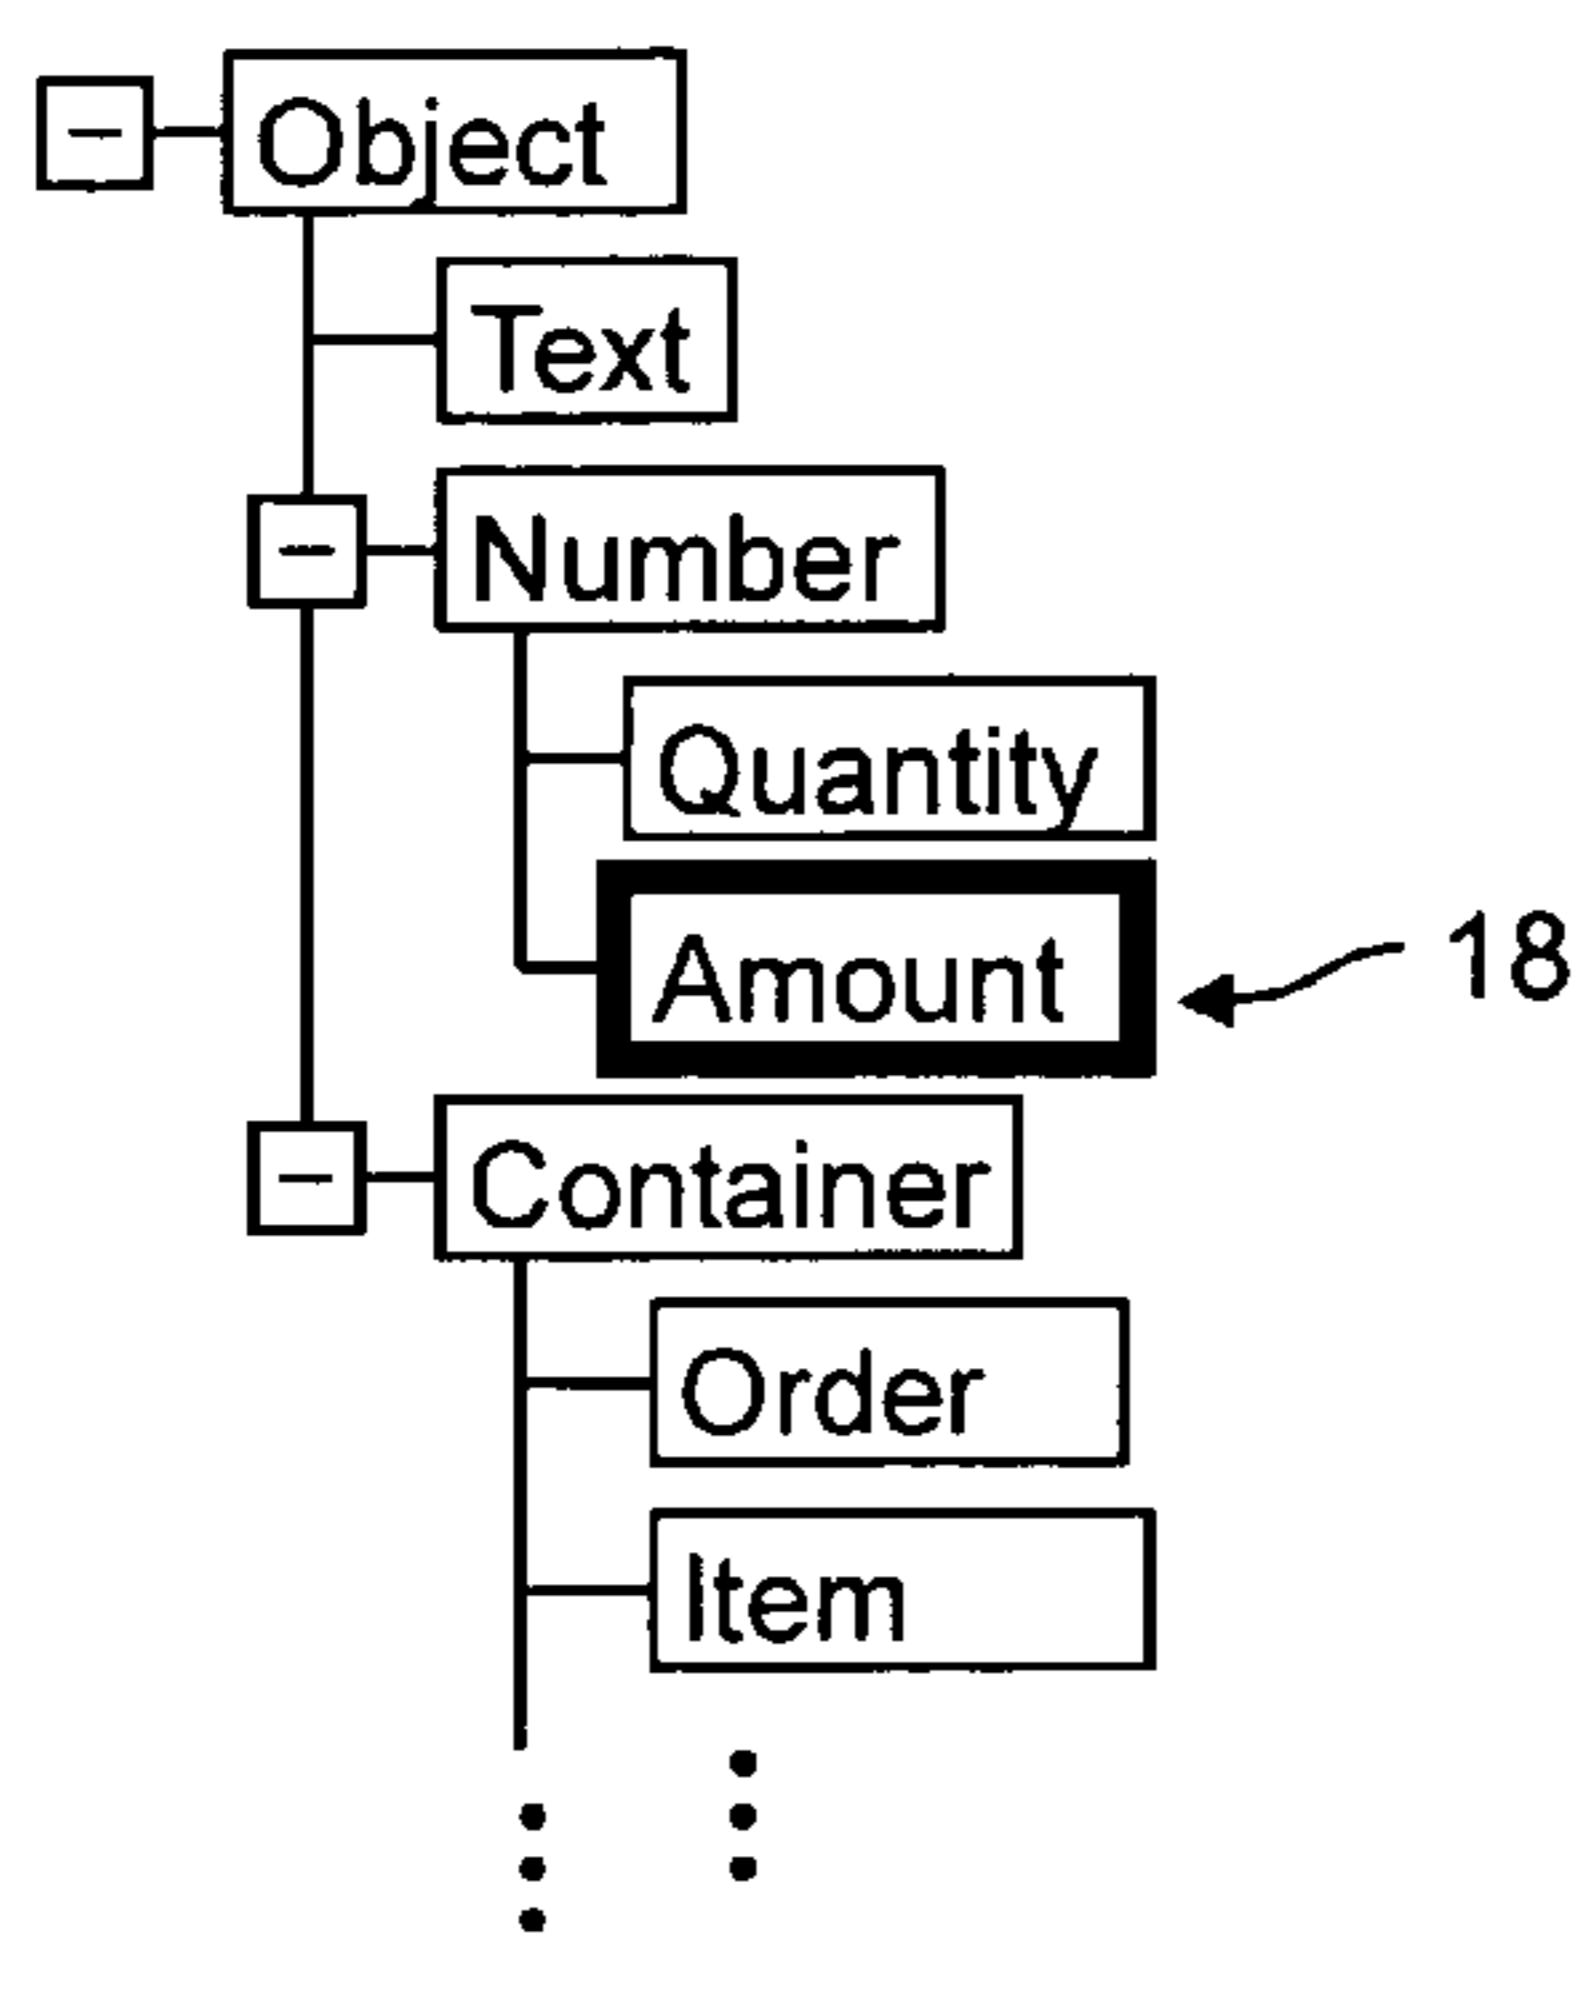 Object
Text
Number
Quantity
Amount
18
Container
Order
Item